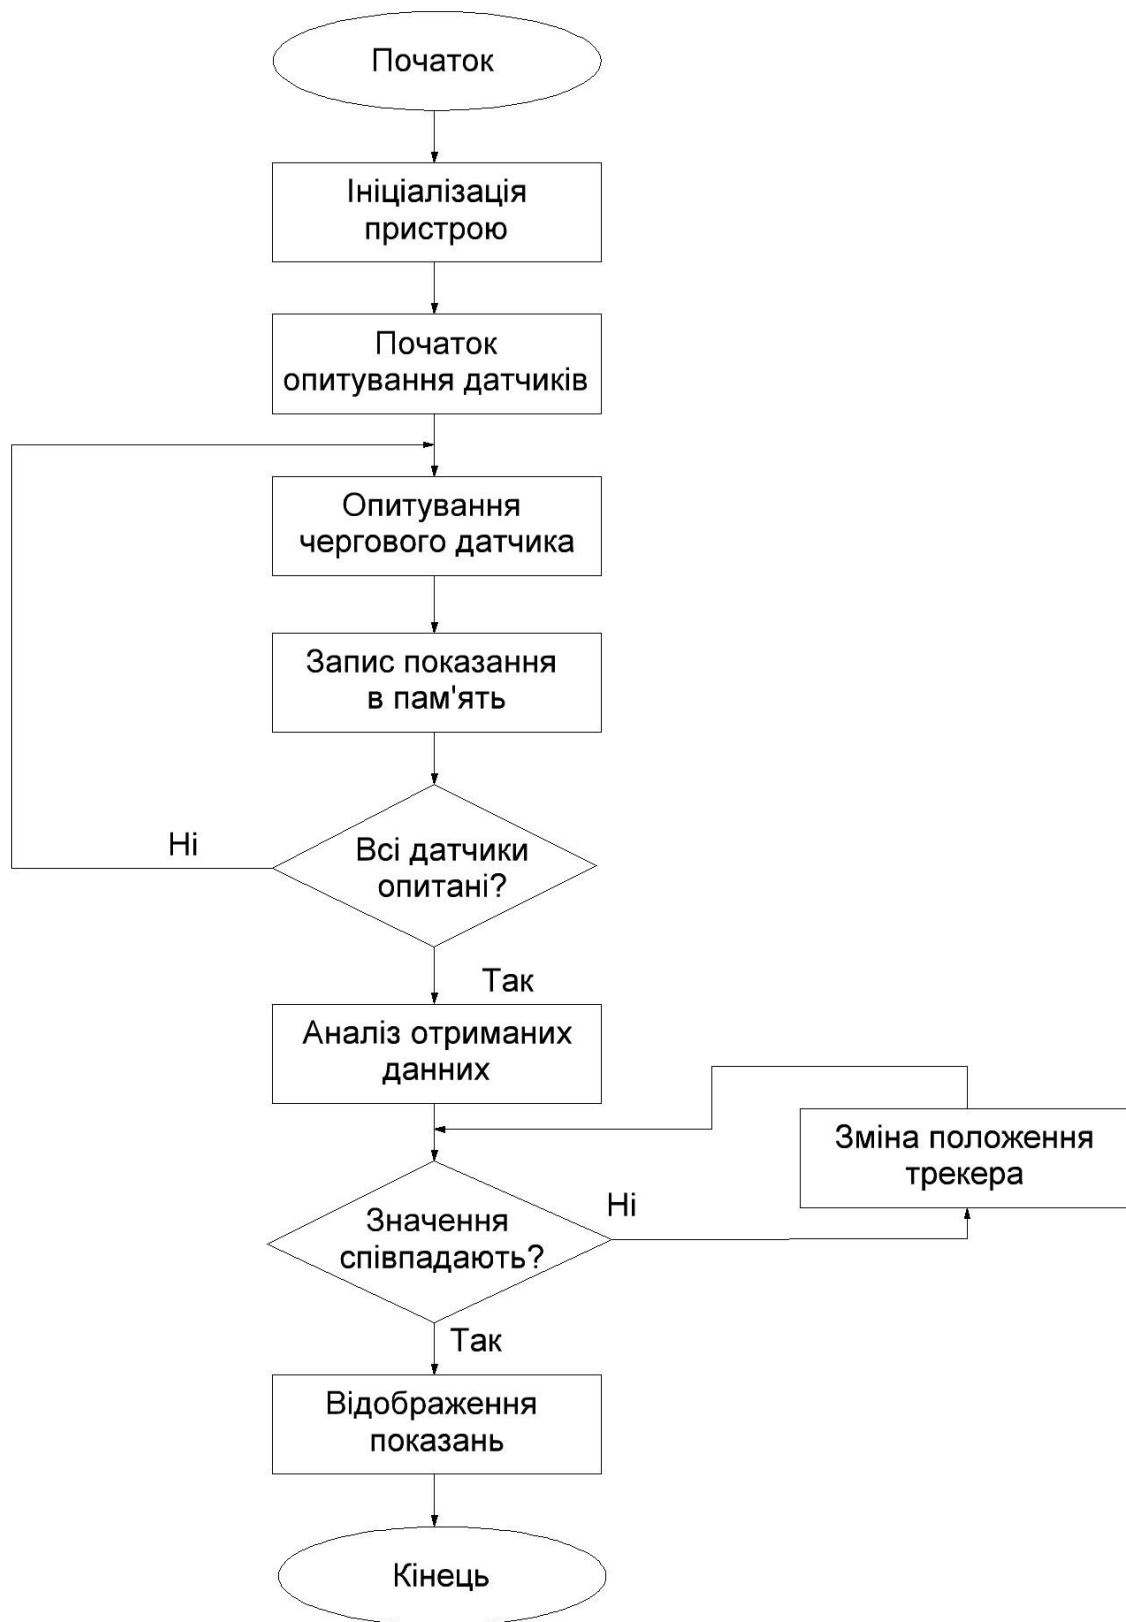 Початок
Ініціалізація
пристрою
Початок
опитування датчиків
Опитування
чергового датчика
Запис показання
в пам'ять
Ні
Всі датчики
опитані?
Так
Аналіз отриманих
данних
Зміна положення
трекера
Ні
Значення
співпадають?
Так
Відображення
показань
Кінець